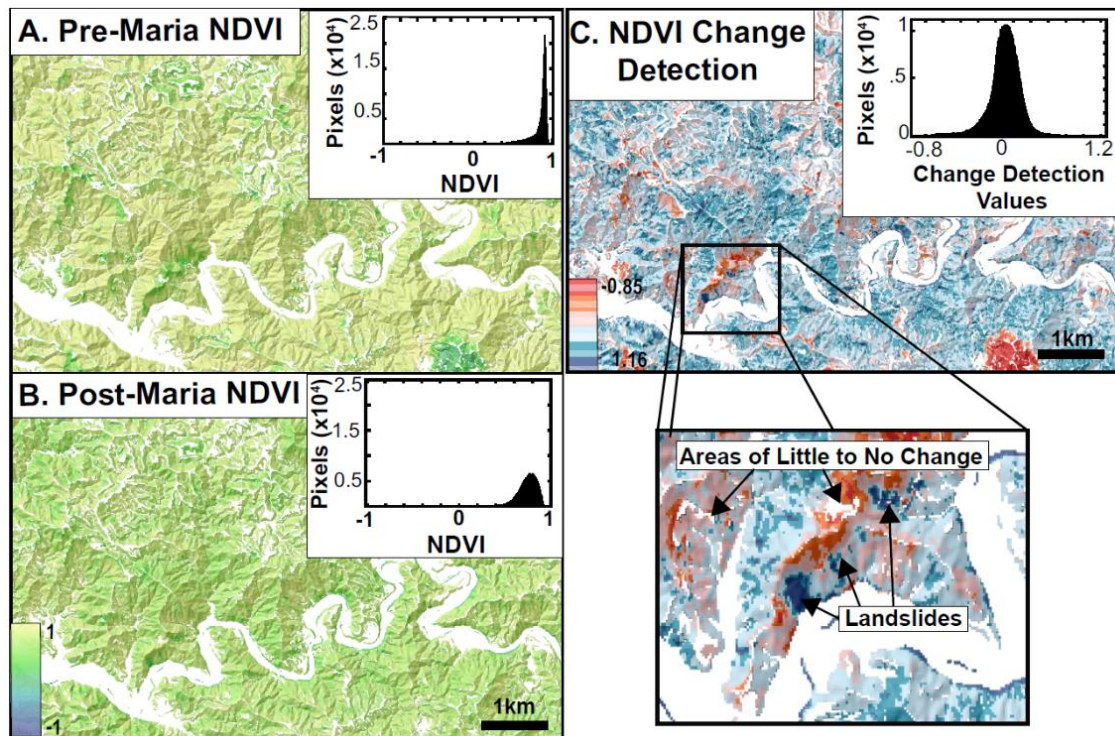 A. Pre-Maria NDVI
Pixels (x10⁴)
2.5
1.5
0.5
-1
0
1
NDVI
B. Post-Maria NDVI
Pixels (x10⁴)
2.5
1.5
0.5
-1
0
1
NDVI
1
-1
1km
C. NDVI Change
Detection
Pixels (x10⁴)
1
.5
0
-0.8
0
1.2
Change Detection
Values
-0.85
1.16
1km
Areas of Little to No Change
Landslides